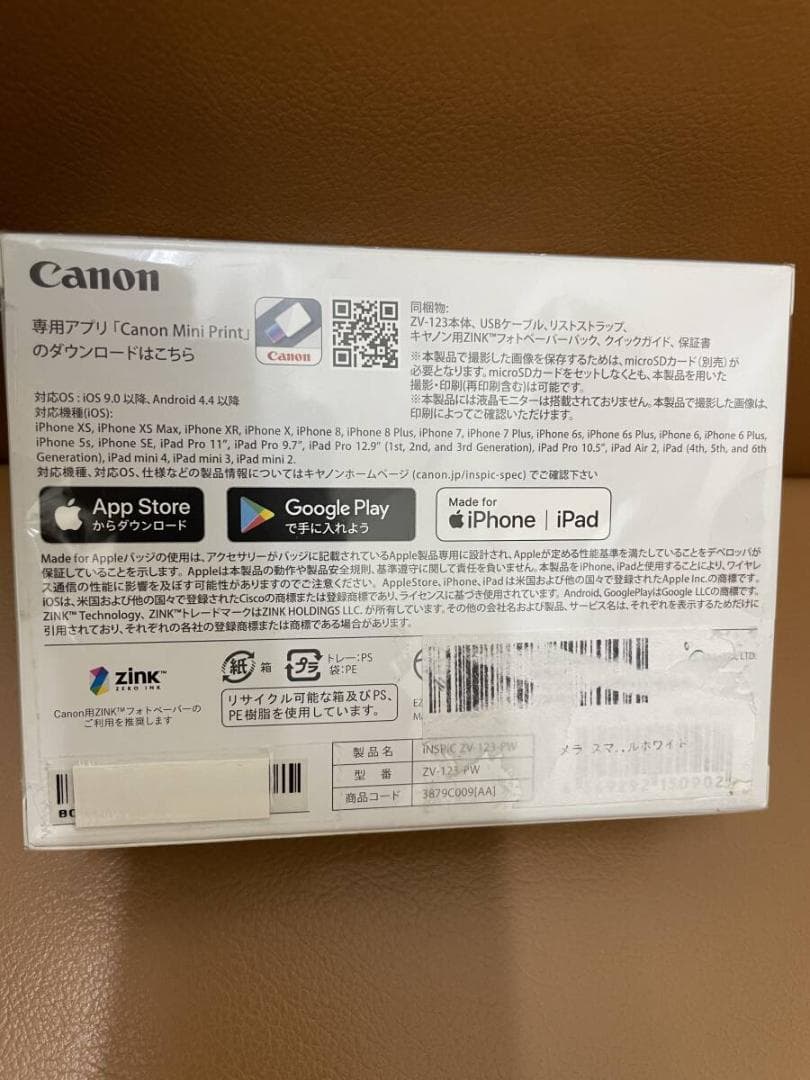 Canon
専用アプリ「Canon Mini Print」
のダウンロードはこちら
Canon
同梱物:
ZV-123本体、USBケーブル、リストストラップ、
キヤノン用ZINK™フォトペーパーパック、クイックガイド、保証書
※本製品で撮影した画像を保存するためには、microSDカード(別売)が
必要となります。microSDカードをセットしなくとも、本製品を用いた
撮影・印刷(再印刷含む)は可能です。
※本製品には液晶モニターは搭載されておりません。本製品で撮影した画像は、
印刷によってご確認いただけます。
対応OS : iOS 9.0 以降、Android 4.4 以降
対応機種(iOS):
iPhone XS, iPhone XS Max, iPhone XR, iPhone X, iPhone 8, iPhone 8 Plus, iPhone 7, iPhone 7 Plus, iPhone 6s, iPhone 6s Plus, iPhone 6, iPhone 6 Plus,
iPhone 5s, iPhone SE, iPad Pro 11", iPad Pro 9.7", iPad Pro 12.9" (1st, 2nd, and 3rd Generation), iPad Pro 10.5", iPad Air 2, iPad (4th, 5th, and 6th
Generation), iPad mini 4, iPad mini 3, iPad mini 2.
対応機種、対応OS、仕様などの製品情報についてはキヤノンホームページ (canon.jp/inspic-spec) でご確認下さい
App Store
からダウンロード
Google Play
で手に入れよう
Made for
iPhone | iPad
Made for Appleバッジの使用は、アクセサリーがバッジに記載されているApple製品専用に設計され、Appleが定める性能基準を満たしていることをデベロッパが
保証していることを示します。Appleは本製品の動作や製品安全規則、基準遵守に関して責任を負いません。本製品をiPhone、iPadと使用することにより、ワイヤレ
ス通信の性能に影響を及ぼす可能性がありますのでご注意ください。AppleStore、iPhone、iPad は米国および他の国々で登録されたApple Inc.の商標です。
iOSは、米国および他の国々で登録されたCiscoの商標または登録商標であり、ライセンスに基づき使用されています。Android、GooglePlayはGoogle LLCの商標です。
ZINK™ Technology、ZINK™トレードマークはZINK HOLDINGS LLC. が所有しています。その他の会社名および製品、サービス名は、それぞれを表示するためだけに
引用されており、それぞれの各社の登録商標または商標である場合があります。
ZINK™
ZERO INK
Canon用ZINK™フォトペーパーの
ご利用を推奨します
紙 箱
プラ トレー:PS
袋:PE
リサイクル可能な箱及びPS、
PE樹脂を使用しています。
LTD.
製品名 iNSPiC ZV-123-PW
型番 ZV-123-PW
商品コード 3879C009[AA]
メラ スマ
ルホワイト